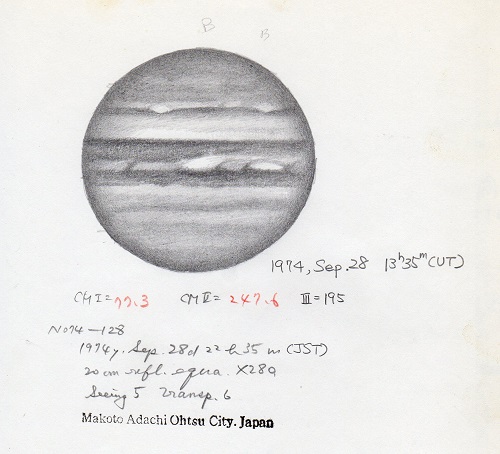 B B
1974, Sep. 28 13h35m (UT)
CMI= 77.3 CMII= 247.6 III=195
No74-128
1974y. Sep. 28d 22h35m (JST)
20cm refl. equa. X280
Seeing 5 Transp. 6
Makoto Adachi Ohtsu City. Japan